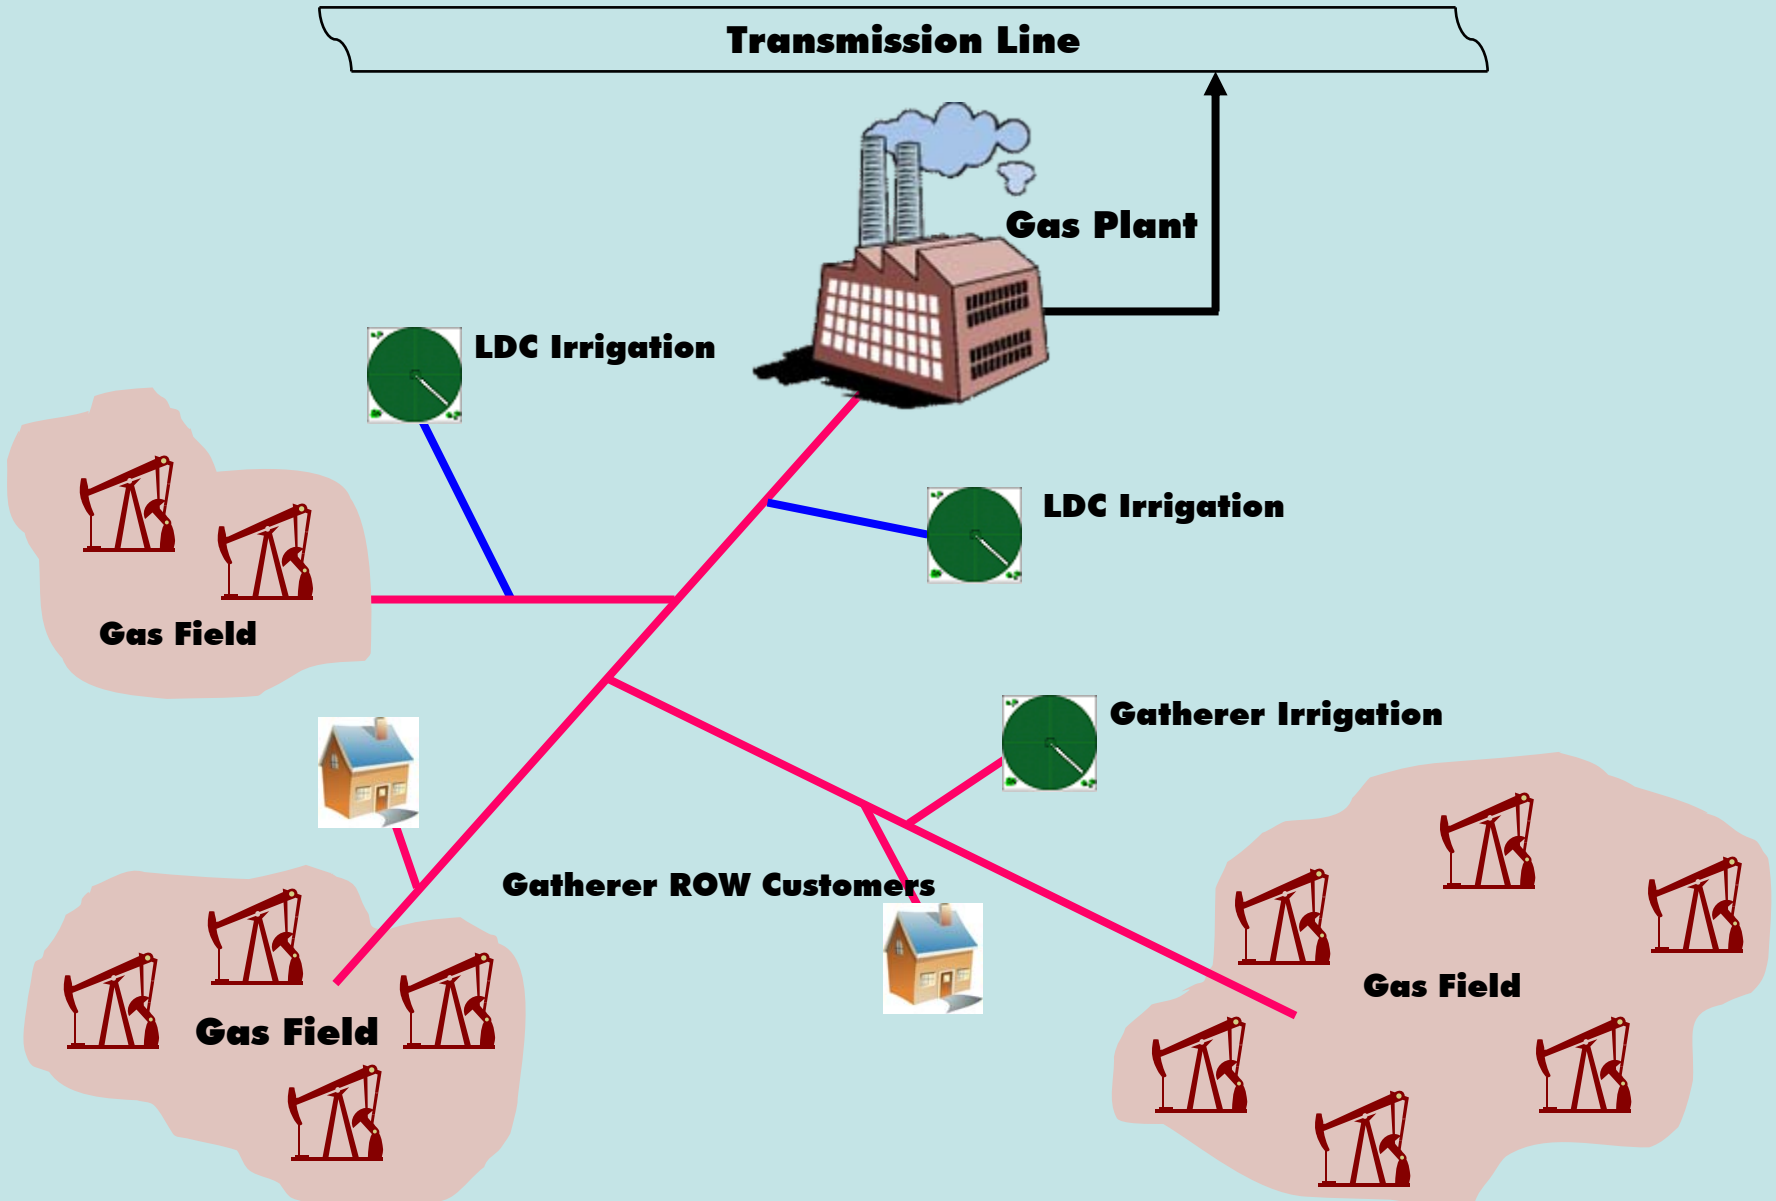 Transmission Line
Gas Plant
LDC Irrigation
LDC Irrigation
Gas Field
Gatherer Irrigation
Gatherer ROW Customers
Gas Field
Gas Field